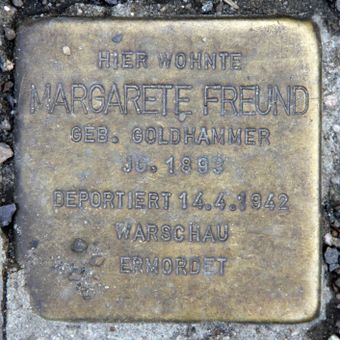 HIER WOHNTE
MARGARETE FREUND
GEB. GOLDHAMMER
JG. 1893
DEPORTIERT 14.4.1942
WARSCHAU
ERMORDET